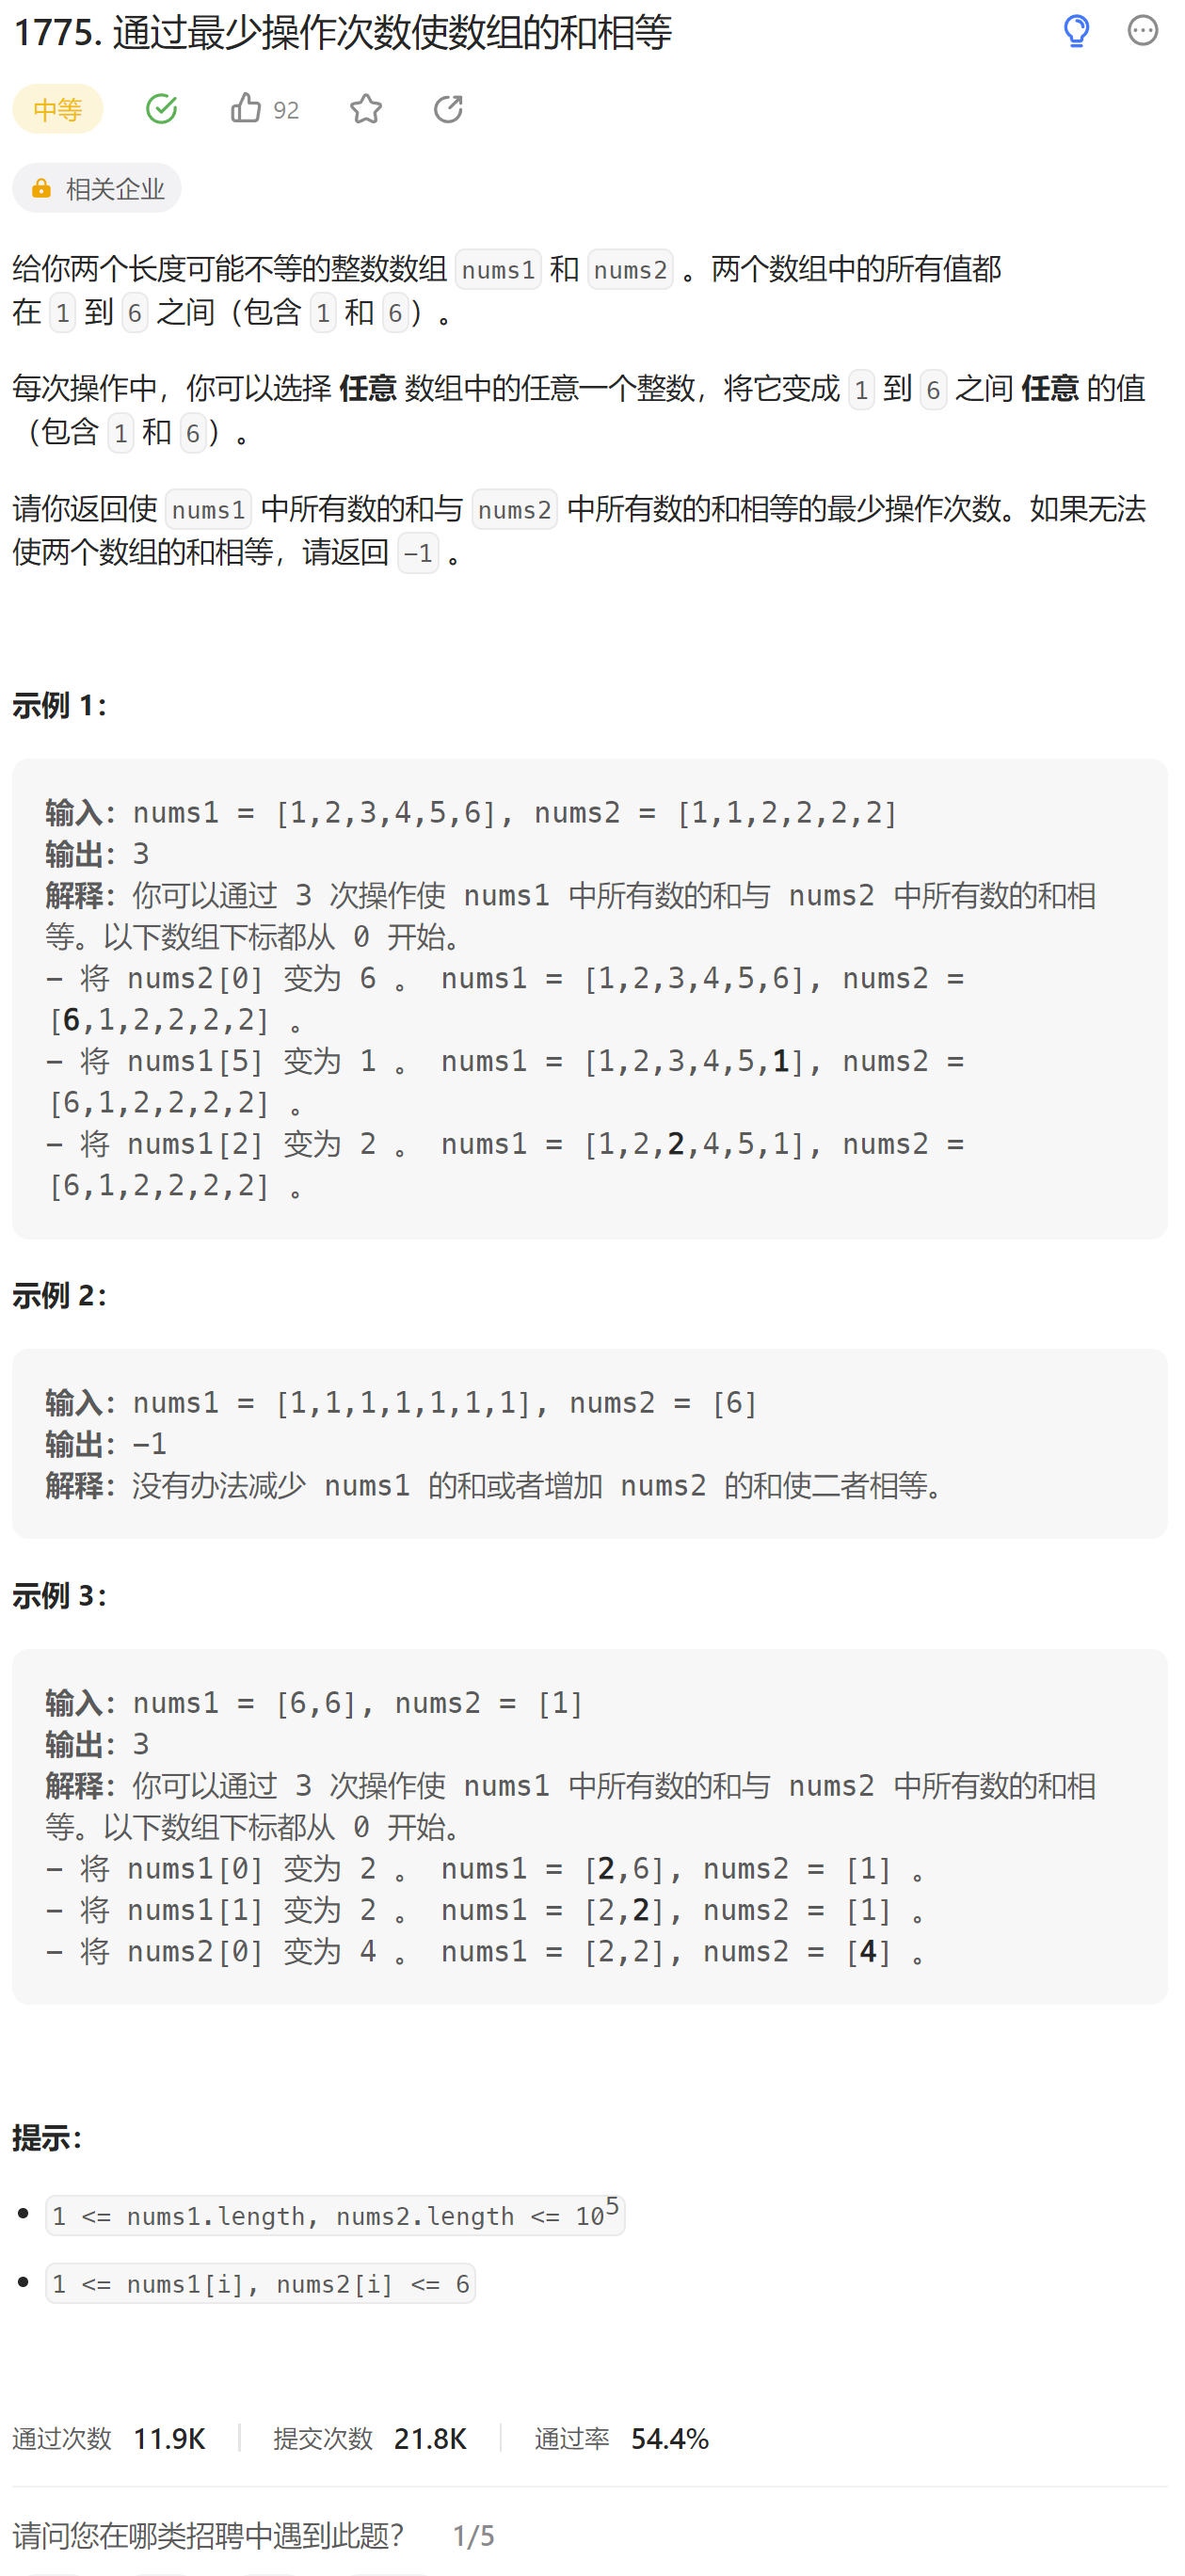 1775. 通过最少操作次数使数组的和相等
中等 92
相关企业
给你两个长度可能不等的整数数组 nums1 和 nums2 。两个数组中的所有值都
在 1 到 6 之间（包含 1 和 6）。
每次操作中，你可以选择 任意 数组中的任意一个整数，将它变成 1 到 6 之间 任意 的值
（包含 1 和 6）。
请你返回使 nums1 中所有数的和与 nums2 中所有数的和相等的最少操作次数。如果无法
使两个数组的和相等，请返回 -1 。
示例 1：
输入：nums1 = [1,2,3,4,5,6], nums2 = [1,1,2,2,2,2]
输出：3
解释：你可以通过 3 次操作使 nums1 中所有数的和与 nums2 中所有数的和相
等。以下数组下标都从 0 开始。
- 将 nums2[0] 变为 6 。 nums1 = [1,2,3,4,5,6], nums2 =
[6,1,2,2,2,2] 。
- 将 nums1[5] 变为 1 。 nums1 = [1,2,3,4,5,1], nums2 =
[6,1,2,2,2,2] 。
- 将 nums1[2] 变为 2 。 nums1 = [1,2,2,4,5,1], nums2 =
[6,1,2,2,2,2] 。
示例 2：
输入：nums1 = [1,1,1,1,1,1,1], nums2 = [6]
输出：-1
解释：没有办法减少 nums1 的和或者增加 nums2 的和使二者相等。
示例 3：
输入：nums1 = [6,6], nums2 = [1]
输出：3
解释：你可以通过 3 次操作使 nums1 中所有数的和与 nums2 中所有数的和相
等。以下数组下标都从 0 开始。
- 将 nums1[0] 变为 2 。 nums1 = [2,6], nums2 = [1] 。
- 将 nums1[1] 变为 2 。 nums1 = [2,2], nums2 = [1] 。
- 将 nums2[0] 变为 4 。 nums1 = [2,2], nums2 = [4] 。
提示：
• 1 <= nums1.length, nums2.length <= 10⁵
• 1 <= nums1[i], nums2[i] <= 6
通过次数 11.9K 提交次数 21.8K 通过率 54.4%
请问您在哪类招聘中遇到此题？ 1/5